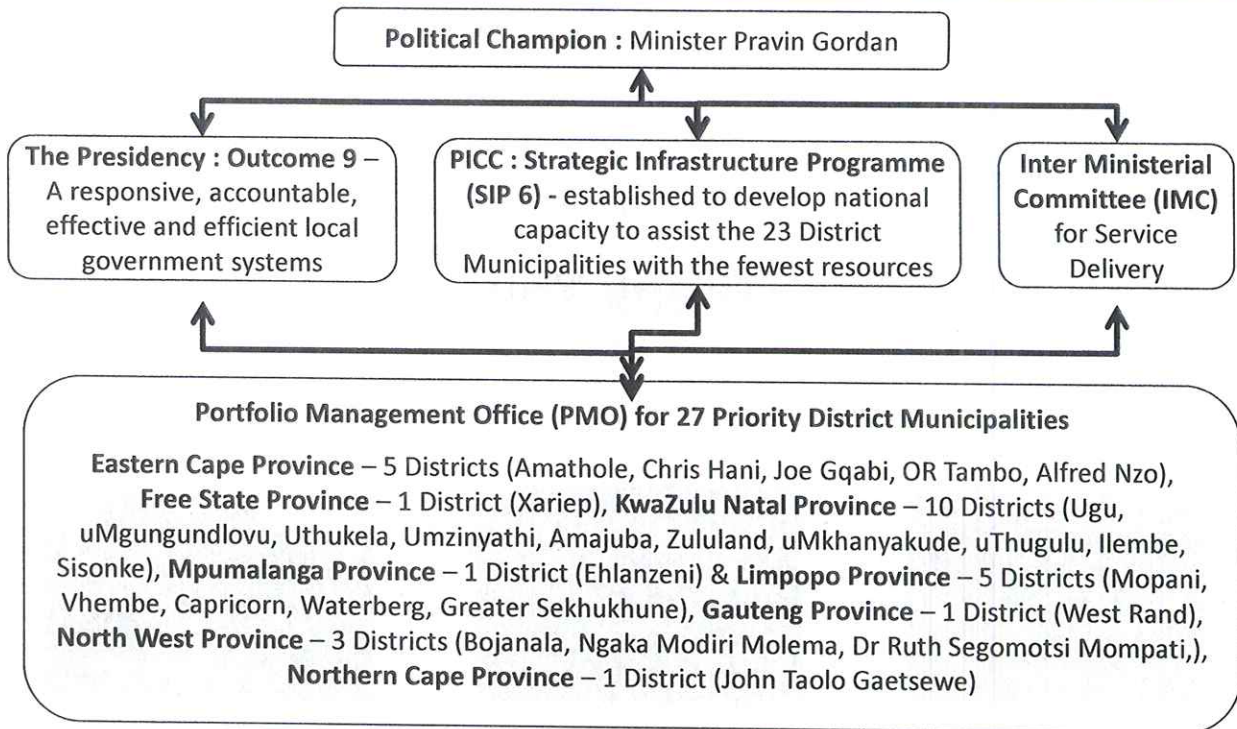 Political Champion : Minister Pravin Gordan
The Presidency : Outcome 9 –
A responsive, accountable,
effective and efficient local
government systems
PICC : Strategic Infrastructure Programme
(SIP 6) - established to develop national
capacity to assist the 23 District
Municipalities with the fewest resources
Inter Ministerial
Committee (IMC)
for Service
Delivery
Portfolio Management Office (PMO) for 27 Priority District Municipalities
Eastern Cape Province – 5 Districts (Amathole, Chris Hani, Joe Gqabi, OR Tambo, Alfred Nzo),
Free State Province – 1 District (Xariep), KwaZulu Natal Province – 10 Districts (Ugu,
uMgungundlovu, Uthukela, Umzinyathi, Amajuba, Zululand, uMkhanyakude, uThugulu, Ilembe,
Sisonke), Mpumalanga Province – 1 District (Ehlanzeni) & Limpopo Province – 5 Districts (Mopani,
Vhembe, Capricorn, Waterberg, Greater Sekhukhune), Gauteng Province – 1 District (West Rand),
North West Province – 3 Districts (Bojanala, Ngaka Modiri Molema, Dr Ruth Segomotsi Mompati,),
Northern Cape Province – 1 District (John Taolo Gaetsewe)